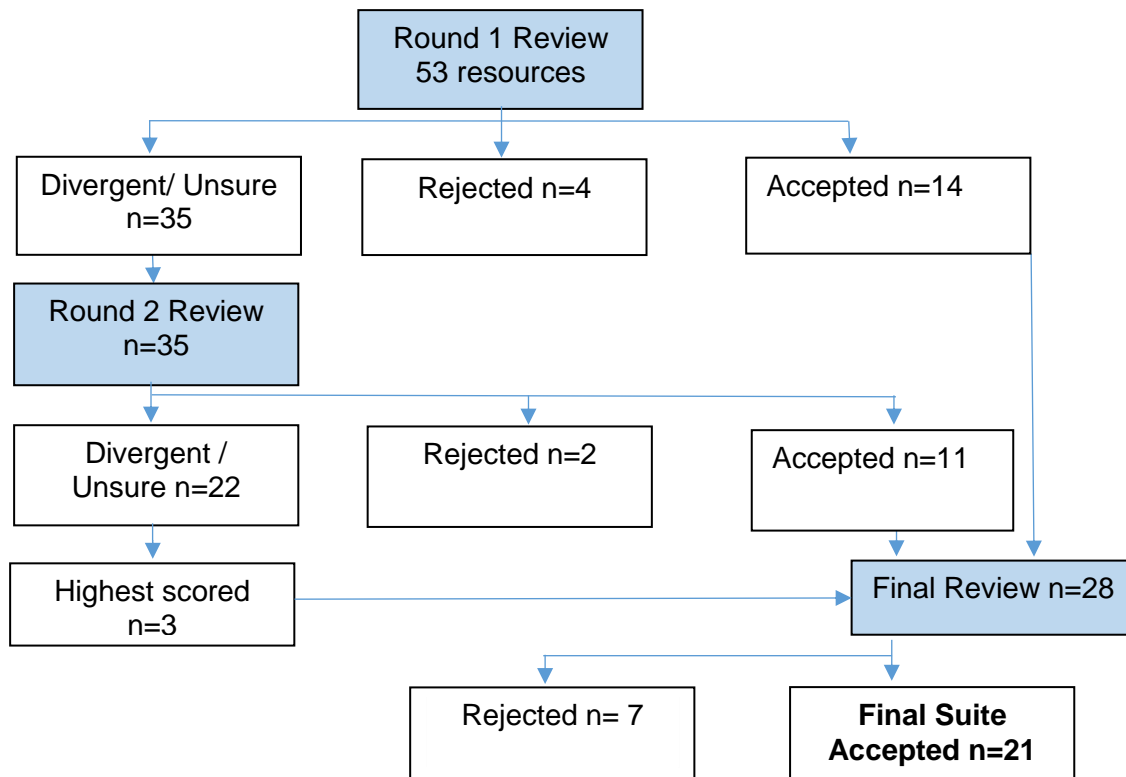 Round 1 Review
53 resources
Divergent/ Unsure
n=35
Rejected n=4
Accepted n=14
Round 2 Review
n=35
Divergent /
Unsure n=22
Rejected n=2
Accepted n=11
Highest scored
n=3
Final Review n=28
Rejected n= 7
Final Suite
Accepted n=21